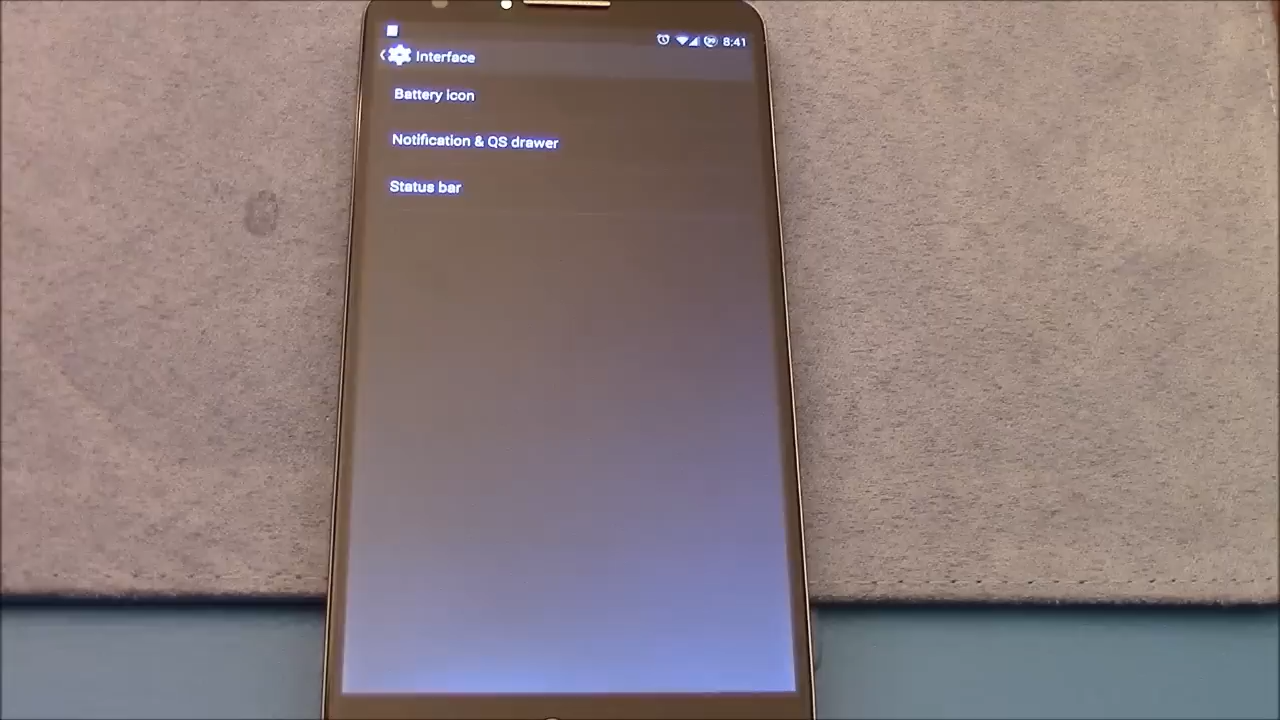 8:41
Interface
Battery icon
Notification & QS drawer
Status bar